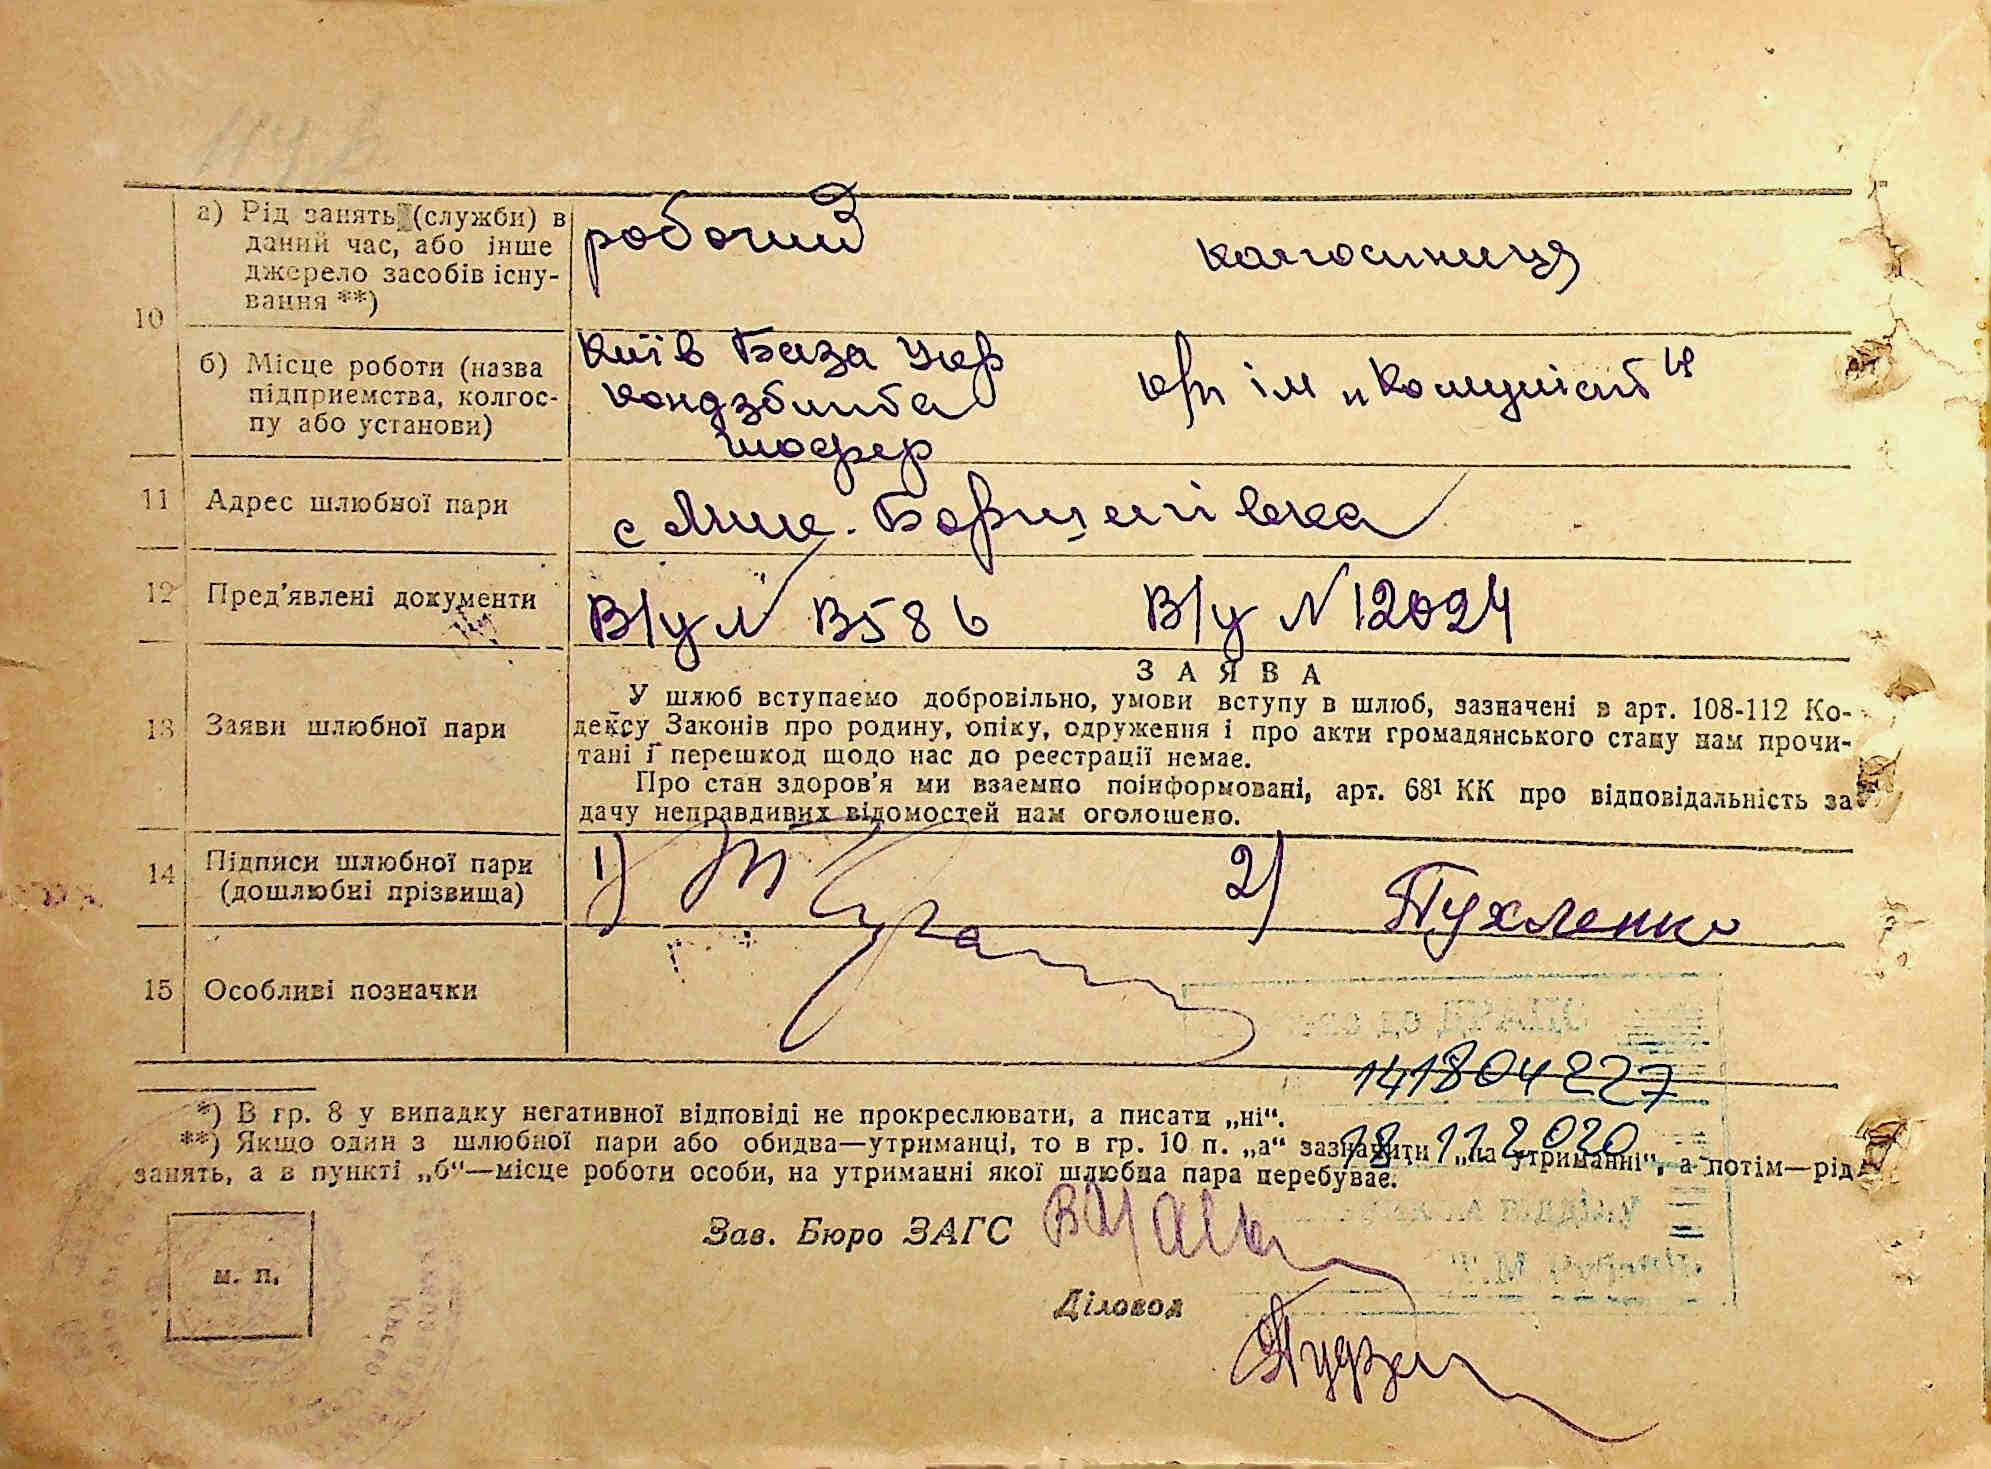 10
а) Рід занять (служби) в
даний час, або інше
джерело засобів існу-
вання **)
робочий
колгоспниця
б) Місце роботи (назва
підприємства, колгос-
пу або установи)
Київ База Укр
кондзбита
шофер
ім „Комуніст"
11
Адрес шлюбної пари
с Мик. Борщагівка
12
Пред'явлені документи
В/у № В586
В/у № 12024
13
Заяви шлюбної пари
ЗАЯВА
У шлюб вступаємо добровільно, умови вступу в шлюб, зазначені в арт. 108-112 Ко-
дексу Законів про родину, опіку, одруження і про акти громадянського стану нам прочи-
тані і перешкод щодо нас до реєстрації немає.
Про стан здоров'я ми взаємно поінформовані, арт. 68¹ КК про відповідальність за
дачу неправдивих відомостей нам оголошено.
14
Підписи шлюбної пари
(дошлюбні прізвища)
1)
2) Пухленко
15
Особливі позначки
141804227
*) В гр. 8 у випадку негативної відповіді не прокреслювати, а писати „ні".
18 11 2020
**) Якщо один з шлюбної пари або обидва—утриманці, то в гр. 10 п. „а" зазначити „на утриманні", а потім—рід
занять, а в пункті „б"—місце роботи особи, на утриманні якої шлюбна пара перебуває.
Зав. Бюро ЗАГС
м. п.
Діловод